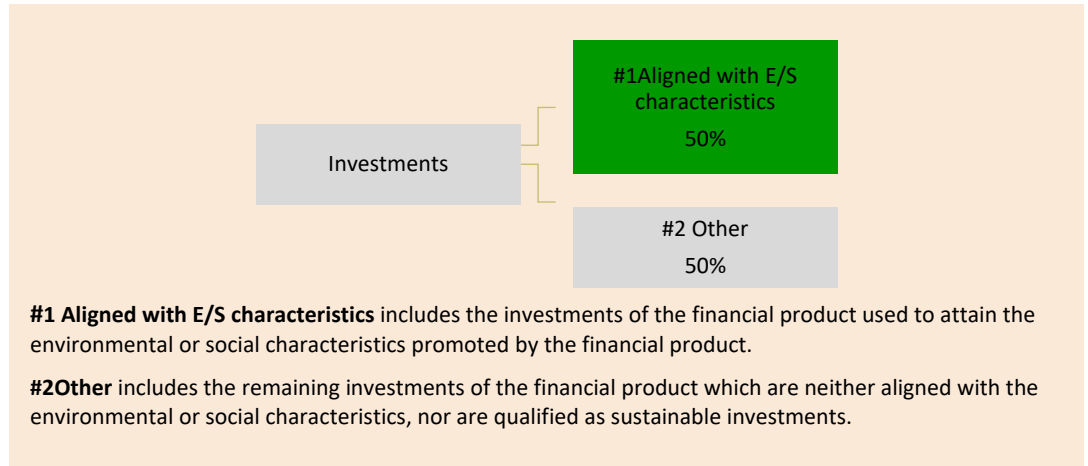 #1Aligned with E/S
characteristics
50%
Investments
#2 Other
50%
#1 Aligned with E/S characteristics includes the investments of the financial product used to attain the
environmental or social characteristics promoted by the financial product.
#2Other includes the remaining investments of the financial product which are neither aligned with the
environmental or social characteristics, nor are qualified as sustainable investments.